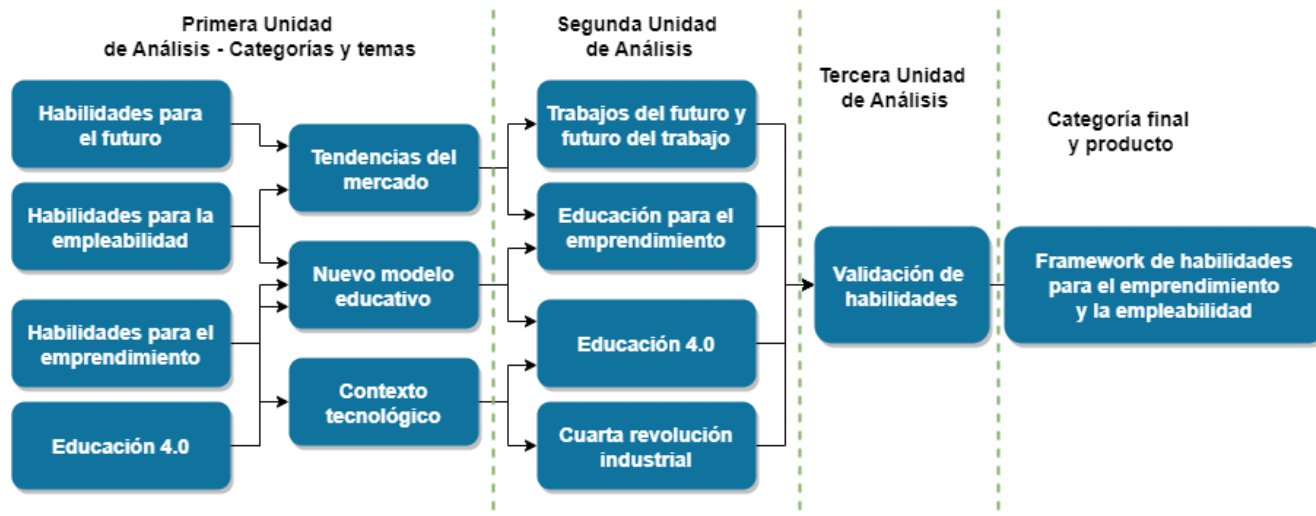 Primera Unidad
de Análisis - Categorías y temas
Habilidades para
el futuro
Habilidades para la
empleabilidad
Habilidades para el
emprendimiento
Educación 4.0
Tendencias del
mercado
Nuevo modelo
educativo
Contexto
tecnológico
Segunda Unidad
de Análisis
Trabajos del futuro y
futuro del trabajo
Educación para el
emprendimiento
Educación 4.0
Cuarta revolución
industrial
Tercera Unidad
de Análisis
Validación de
habilidades
Categoría final
y producto
Framework de habilidades
para el emprendimiento
y la empleabilidad